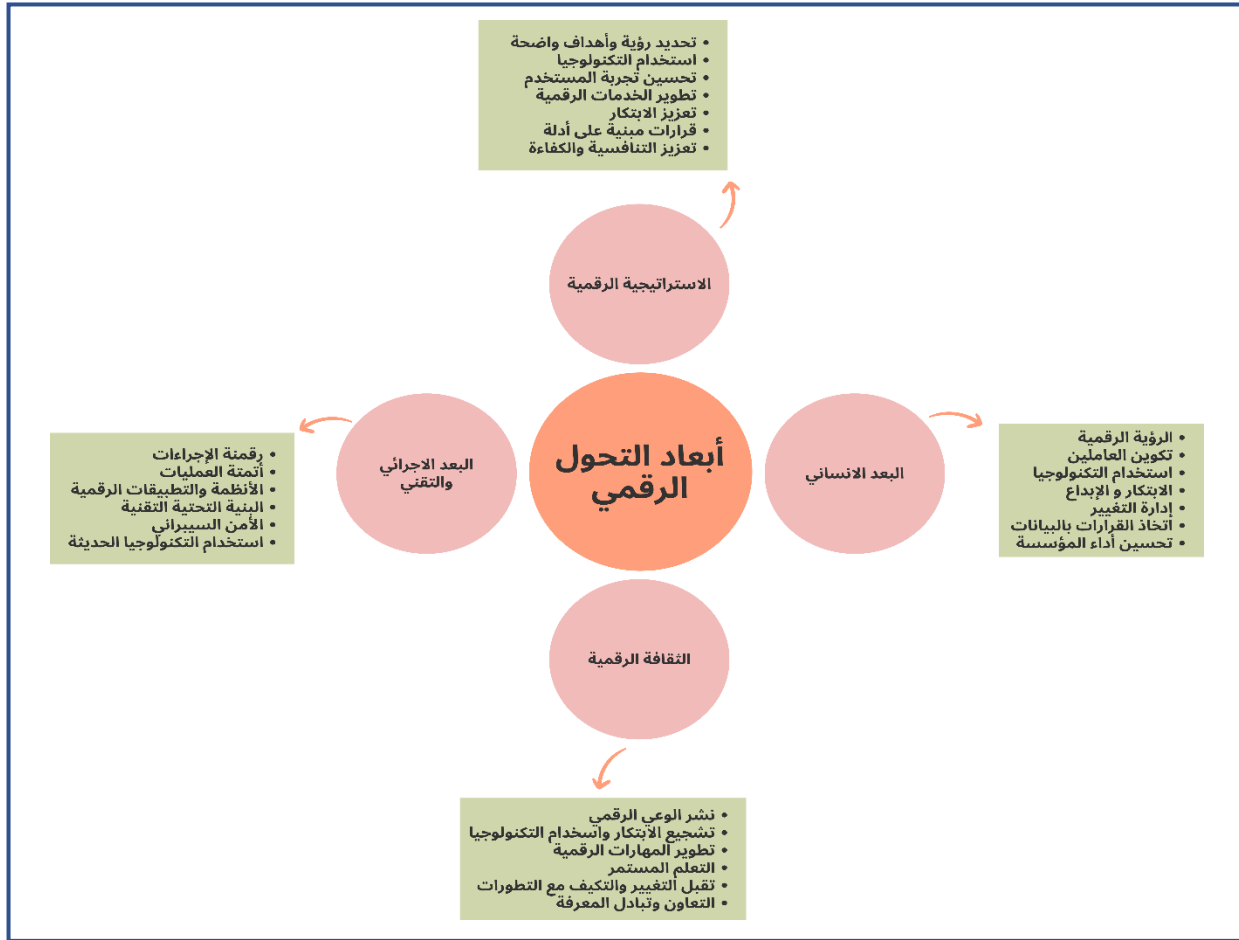 • تحديد رؤية وأهداف واضحة
• استخدام التكنولوجيا
• تحسين تجربة المستخدم
• تطوير الخدمات الرقمية
• تعزيز الابتكار
• قرارات مبنية على أدلة
• تعزيز التنافسية والكفاءة
الاستراتيجية الرقمية
أبعاد التحول
الرقمي
البعد الانساني
• الرؤية الرقمية
• تكوين العاملين
• استخدام التكنولوجيا
• الابتكار و الإبداع
• إدارة التغيير
• اتخاذ القرارات بالبيانات
• تحسين أداء المؤسسة
البعد الاجرائي
والتقني
• رقمنة الإجراءات
• أتمتة العمليات
• الأنظمة والتطبيقات الرقمية
• البنية التحتية التقنية
• الأمن السيبراني
• استخدام التكنولوجيا الحديثة
الثقافة الرقمية
• نشر الوعي الرقمي
• تشجيع الابتكار واسخدام التكنولوجيا
• تطوير المهارات الرقمية
• التعلم المستمر
• تقبل التغيير والتكيف مع التطورات
• التعاون وتبادل المعرفة